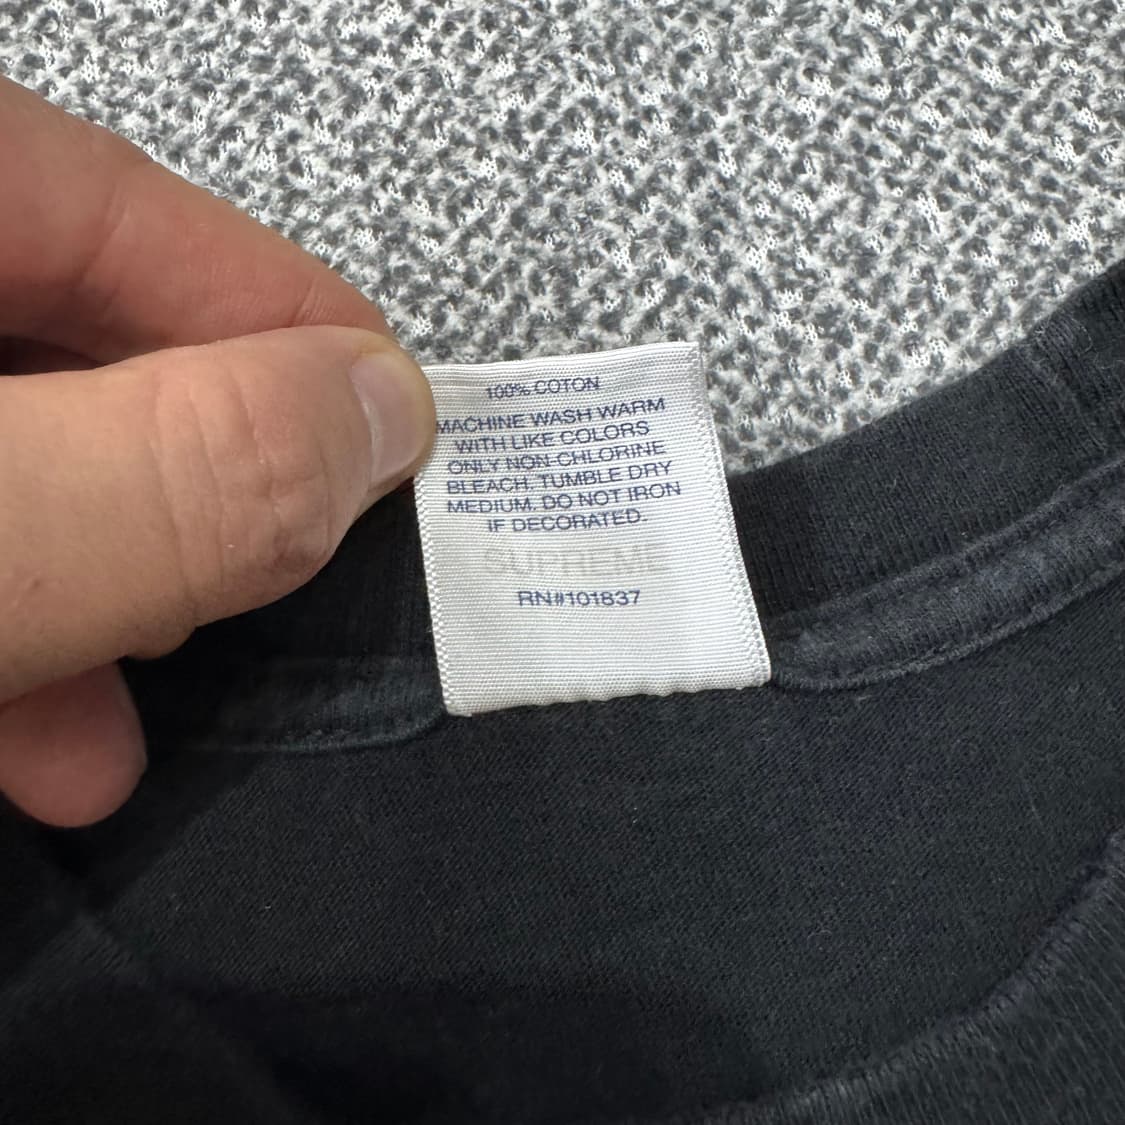 100% COTON
MACHINE WASH WARM
WITH LIKE COLORS
ONLY NON-CHLORINE
BLEACH. TUMBLE DRY
MEDIUM. DO NOT IRON
IF DECORATED.
SUPREME
RN#101837